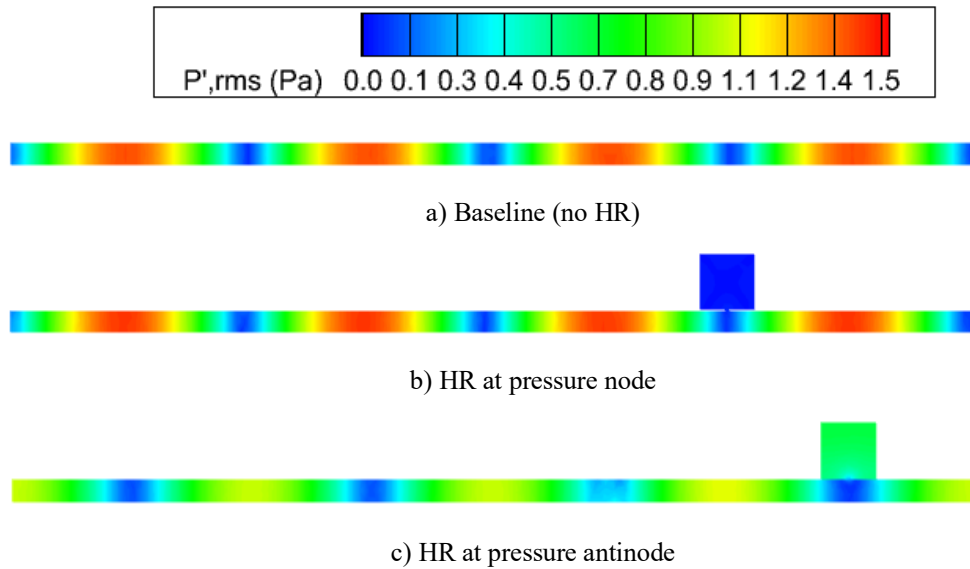 P',rms (Pa) 0.0 0.1 0.3 0.4 0.5 0.7 0.8 0.9 1.1 1.2 1.4 1.5
a) Baseline (no HR)
b) HR at pressure node
c) HR at pressure antinode